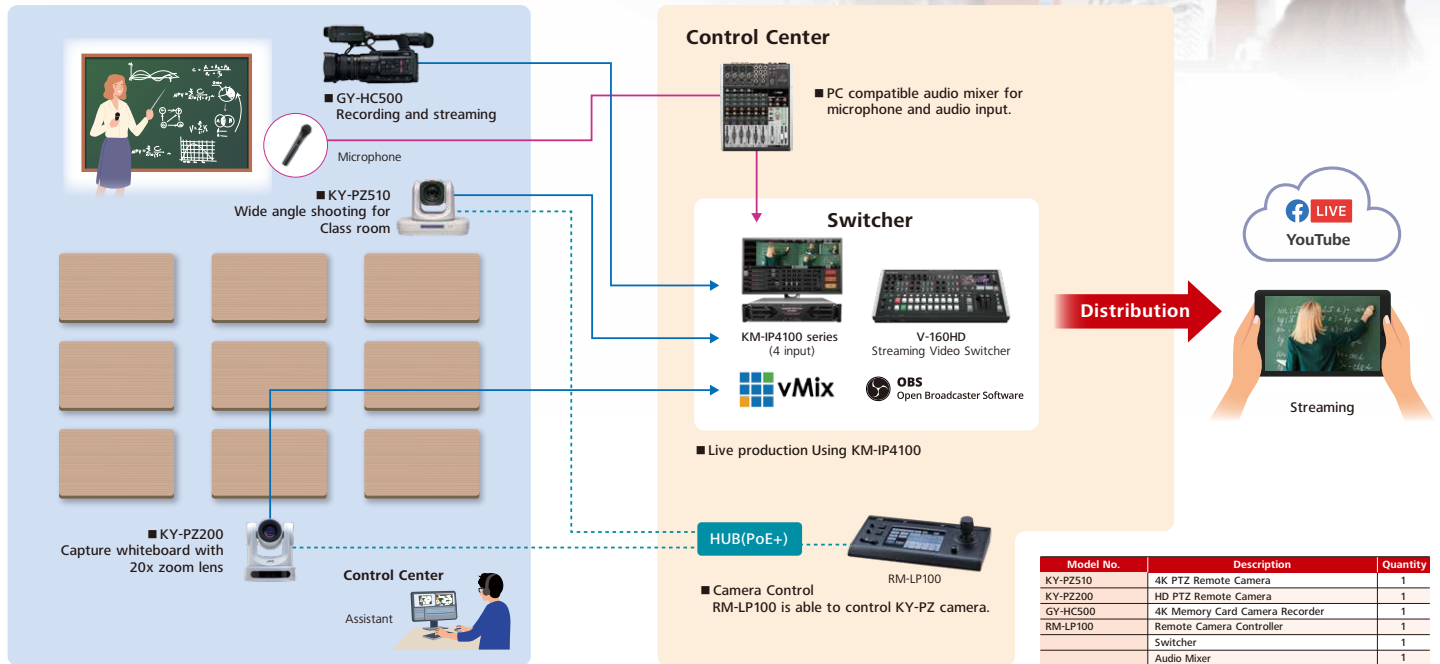 ■ GY-HC500
Recording and streaming
Microphone
■ KY-PZ510
Wide angle shooting for
Class room
■ KY-PZ200
Capture whiteboard with
20x zoom lens
Control Center
Assistant
Control Center
■ PC compatible audio mixer for
microphone and audio input.
Switcher
KM-IP4100 series
(4 input)
V-160HD
Streaming Video Switcher
vMix
OBS
Open Broadcaster Software
■ Live production Using KM-IP4100
HUB(PoE+)
RM-LP100
■ Camera Control
RM-LP100 is able to control KY-PZ camera.
Distribution
LIVE
YouTube
Streaming
Model No. Description Quantity
KY-PZ510 4K PTZ Remote Camera 1
KY-PZ200 HD PTZ Remote Camera 1
GY-HC500 4K Memory Card Camera Recorder 1
RM-LP100 Remote Camera Controller 1
Switcher 1
Audio Mixer 1